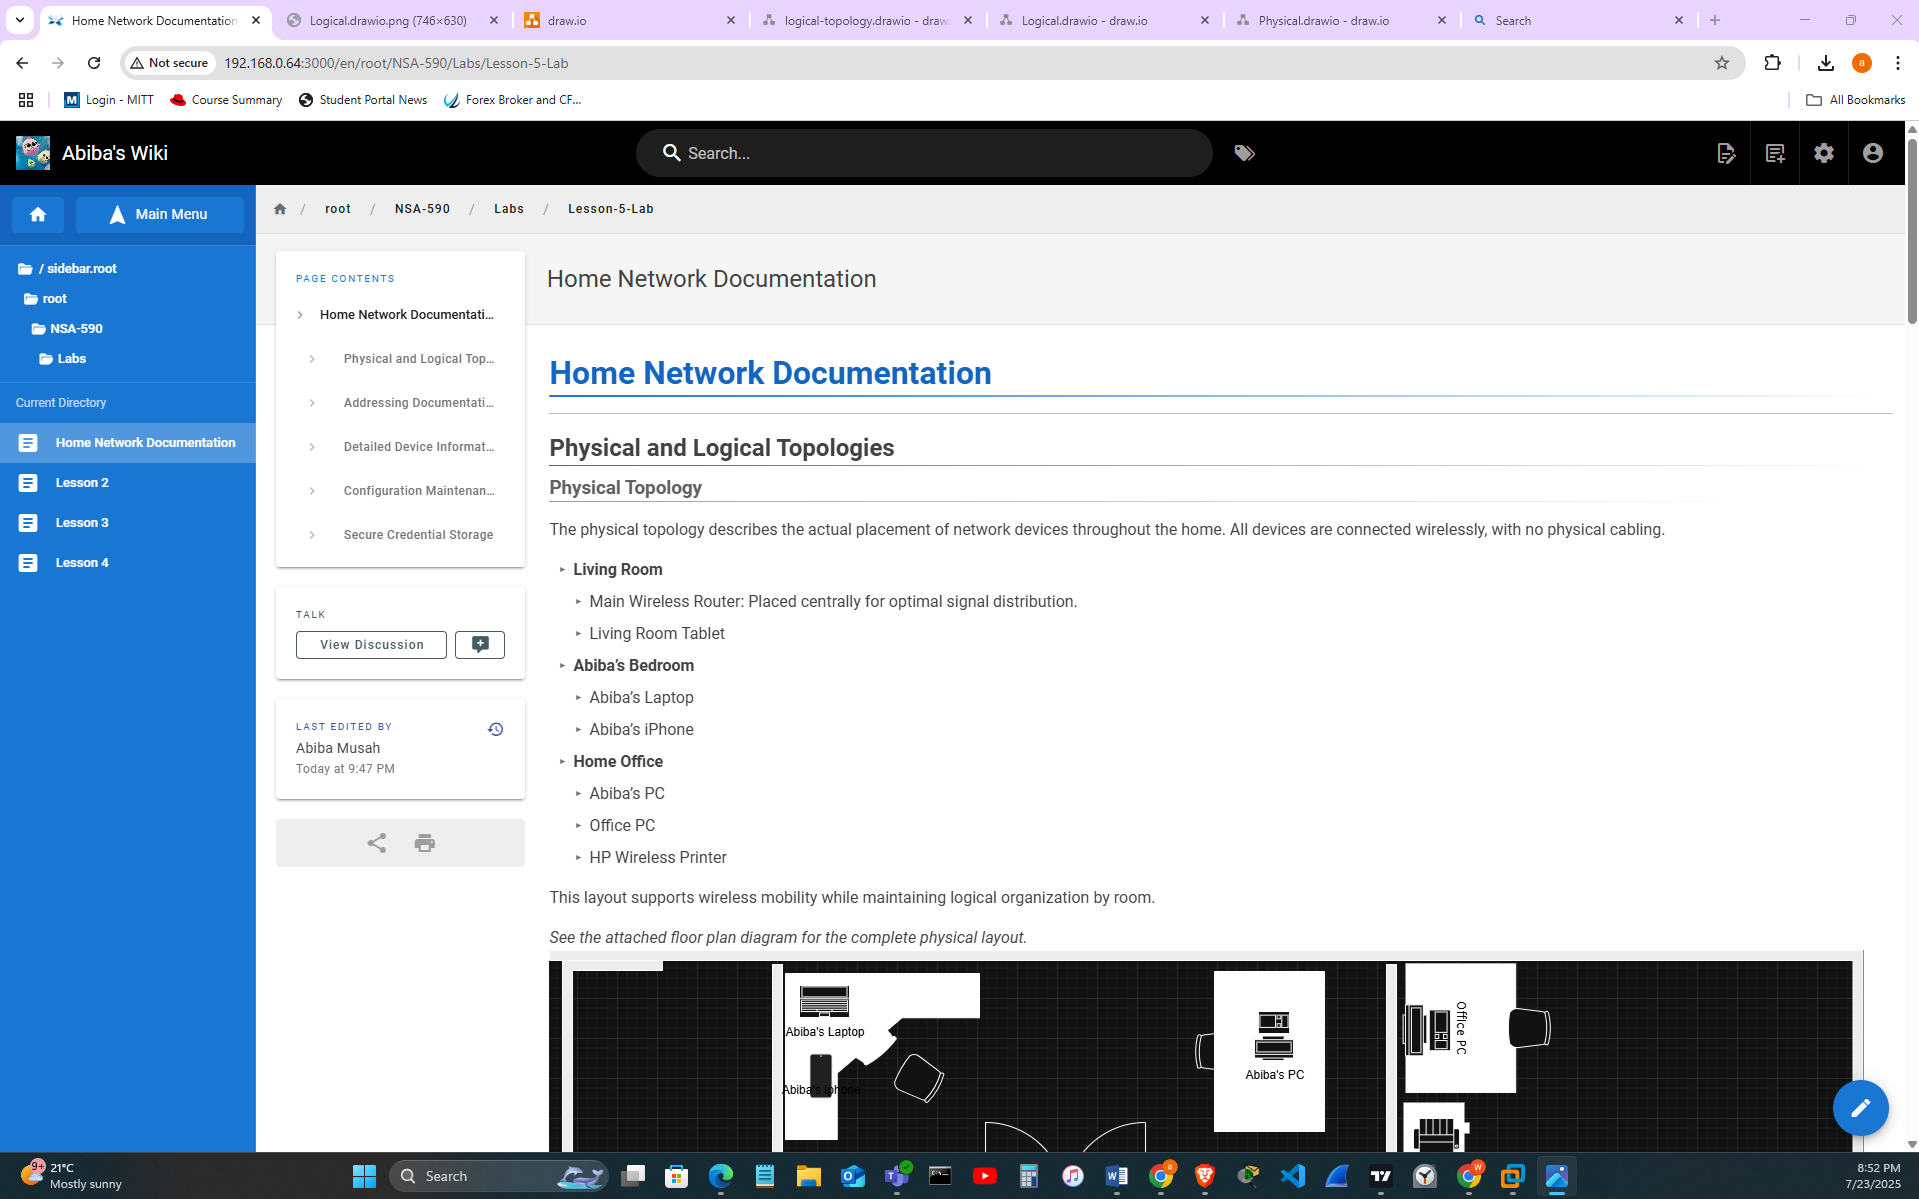 Home Network Documentation
Logical.drawio.png (746×630)
draw.io
logical-topology.drawio - draw
Logical.drawio - draw.io
Physical.drawio - draw.io
Search
Not secure
192.168.0.64:3000/en/root/NSA-590/Labs/Lesson-5-Lab
a
Login - MITT
Course Summary
Student Portal News
Forex Broker and CF...
All Bookmarks
Abiba's Wiki
Search...
Main Menu
/ root / NSA-590 / Labs / Lesson-5-Lab
/ sidebar.root
root
NSA-590
Labs
Current Directory
Home Network Documentation
Lesson 2
Lesson 3
Lesson 4
PAGE CONTENTS
Home Network Documentati...
Physical and Logical Top...
Addressing Documentati...
Detailed Device Informat...
Configuration Maintenan...
Secure Credential Storage
TALK
View Discussion
LAST EDITED BY
Abiba Musah
Today at 9:47 PM
Home Network Documentation
Home Network Documentation
Physical and Logical Topologies
Physical Topology
The physical topology describes the actual placement of network devices throughout the home. All devices are connected wirelessly, with no physical cabling.
Living Room
Main Wireless Router: Placed centrally for optimal signal distribution.
Living Room Tablet
Abiba’s Bedroom
Abiba’s Laptop
Abiba’s iPhone
Home Office
Abiba’s PC
Office PC
HP Wireless Printer
This layout supports wireless mobility while maintaining logical organization by room.
See the attached floor plan diagram for the complete physical layout.
Abiba's Laptop
Abiba's Iphone
Abiba's PC
Office PC
9+
21°C
Mostly sunny
Search
8:52 PM
7/23/2025